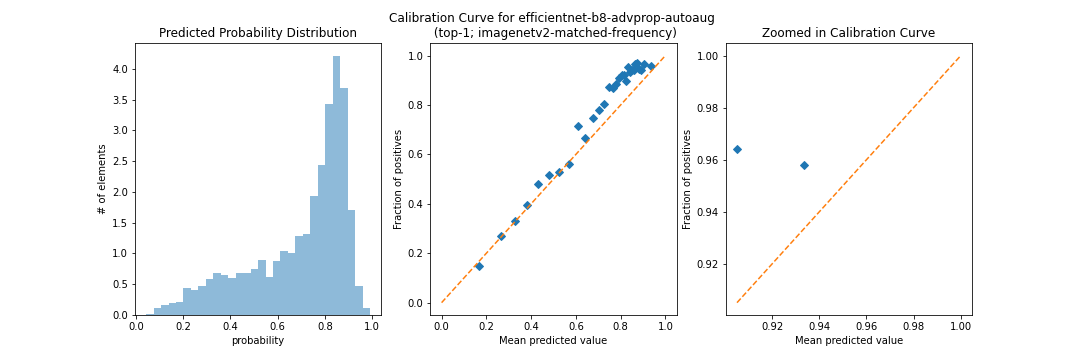 Calibration Curve for efficientnet-b8-advprop-autoaug
(top-1; imagenetv2-matched-frequency)
Predicted Probability Distribution
# of elements
4.0
3.5
3.0
2.5
2.0
1.5
1.0
0.5
0.0
0.0 0.2 0.4 0.6 0.8 1.0
probability
Fraction of positives
1.0
0.8
0.6
0.4
0.2
0.0
0.0 0.2 0.4 0.6 0.8 1.0
Mean predicted value
Zoomed in Calibration Curve
Fraction of positives
1.00
0.98
0.96
0.94
0.92
0.92 0.94 0.96 0.98 1.00
Mean predicted value